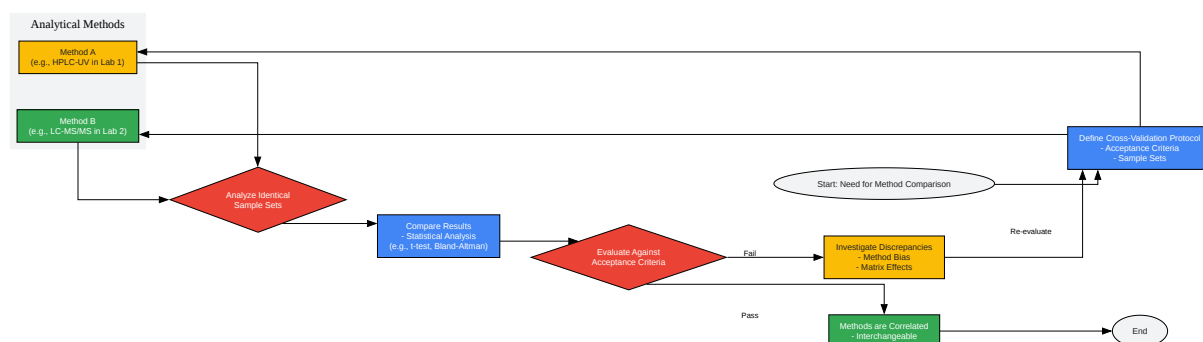 Analytical Methods
Method A
(e.g., HPLC-UV in Lab 1)
Method B
(e.g., LC-MS/MS in Lab 2)
Define Cross-Validation Protocol
- Acceptance Criteria
- Sample Sets
Start: Need for Method Comparison
Analyze Identical
Sample Sets
Compare Results
- Statistical Analysis
(e.g., t-test, Bland-Altman)
Evaluate Against
Acceptance Criteria
Fail
Investigate Discrepancies
- Method Bias
- Matrix Effects
Re-evaluate
Pass
Methods are Correlated
- Interchangeable
End